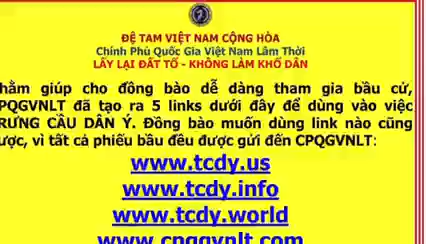 ĐỆ TAM VIỆT NAM CỘNG HÒA
Chính Phủ Quốc Gia Việt Nam Lâm Thời
LẤY LẠI ĐẤT TỔ - KHÔNG LÀM KHỔ DÂN
hằm giúp cho đồng bào dễ dàng tham gia bầu cử,
PQGVNLT đã tạo ra 5 links dưới đây để dùng vào việc
RƯNG CẦU DÂN Ý. Đồng bào muốn dùng link nào cũng
ược, vì tất cả phiếu bầu đều được gửi đến CPQGVNLT:
www.tcdy.us
www.tcdy.info
www.tcdy.world
www.cpqgvnlt.com